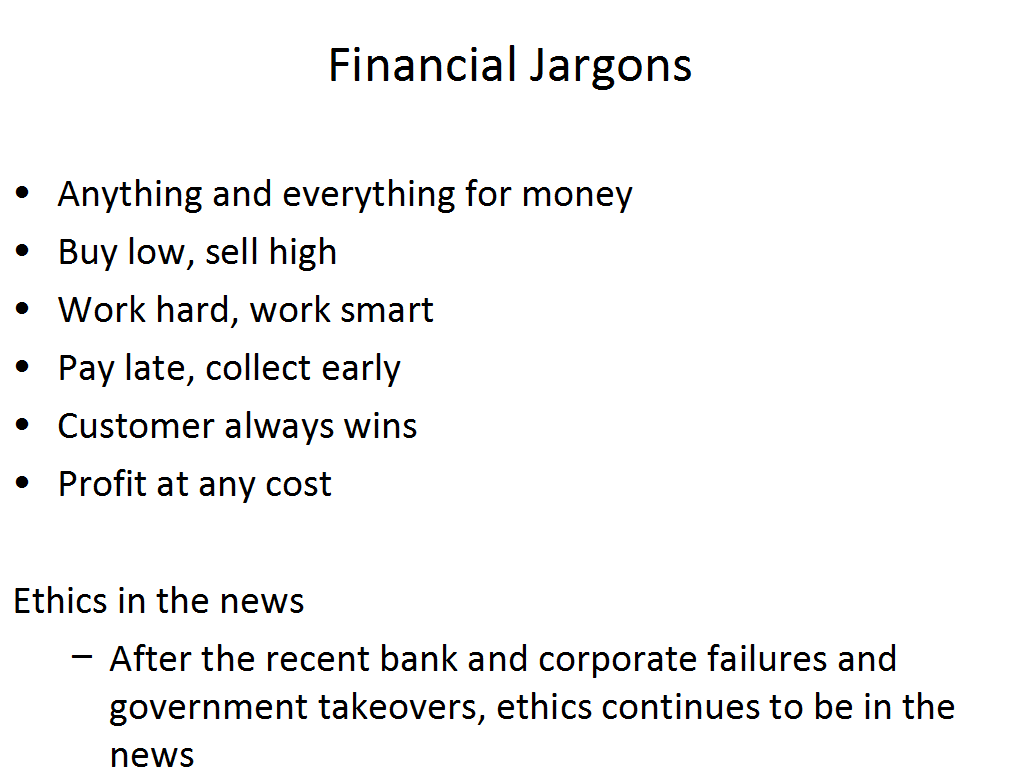 Financial Jargons
• Anything and everything for money
• Buy low, sell high
• Work hard, work smart
• Pay late, collect early
• Customer always wins
• Profit at any cost
Ethics in the news
– After the recent bank and corporate failures and
government takeovers, ethics continues to be in the
news